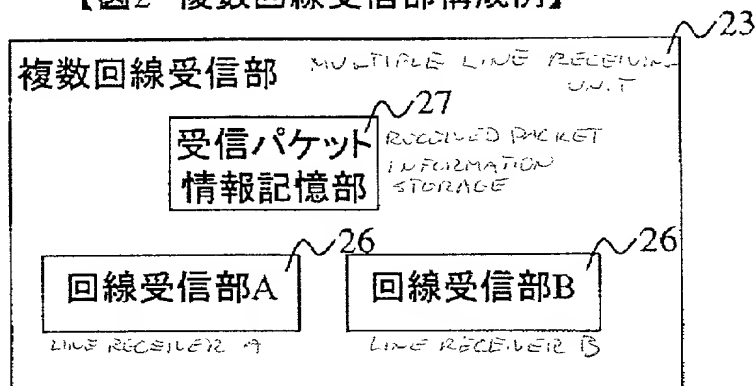 【図2 複数回線受信部構成例】
23
複数回線受信部 MULTIPLE LINE RECEIVING
UNIT
27
受信パケット RECEIVED PACKET
情報記憶部 INFORMATION
STORAGE
26 26
回線受信部A 回線受信部B
LINE RECEIVER A LINE RECEIVER B